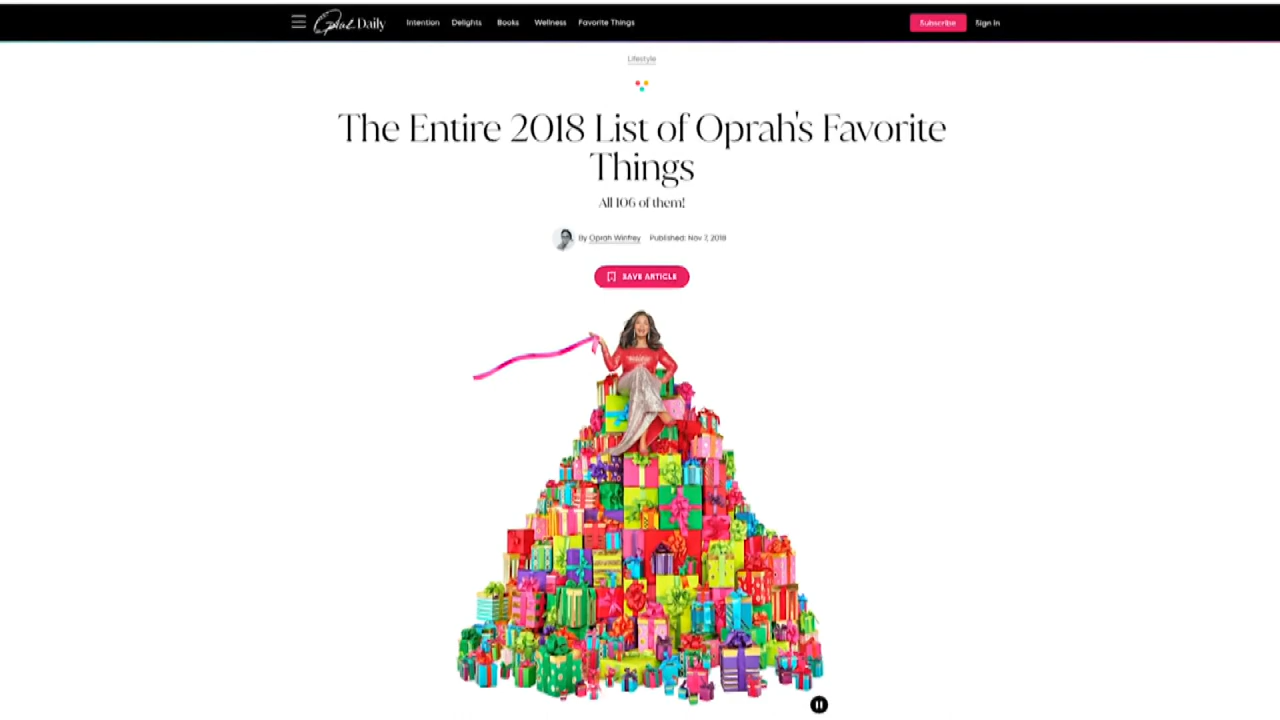 Oprah Daily
Intention
Delights
Books
Wellness
Favorite Things
Subscribe
Sign In
Lifestyle
The Entire 2018 List of Oprah's Favorite
Things
All 106 of them!
By Oprah Winfrey
Published: Nov 7, 2018
SAVE ARTICLE